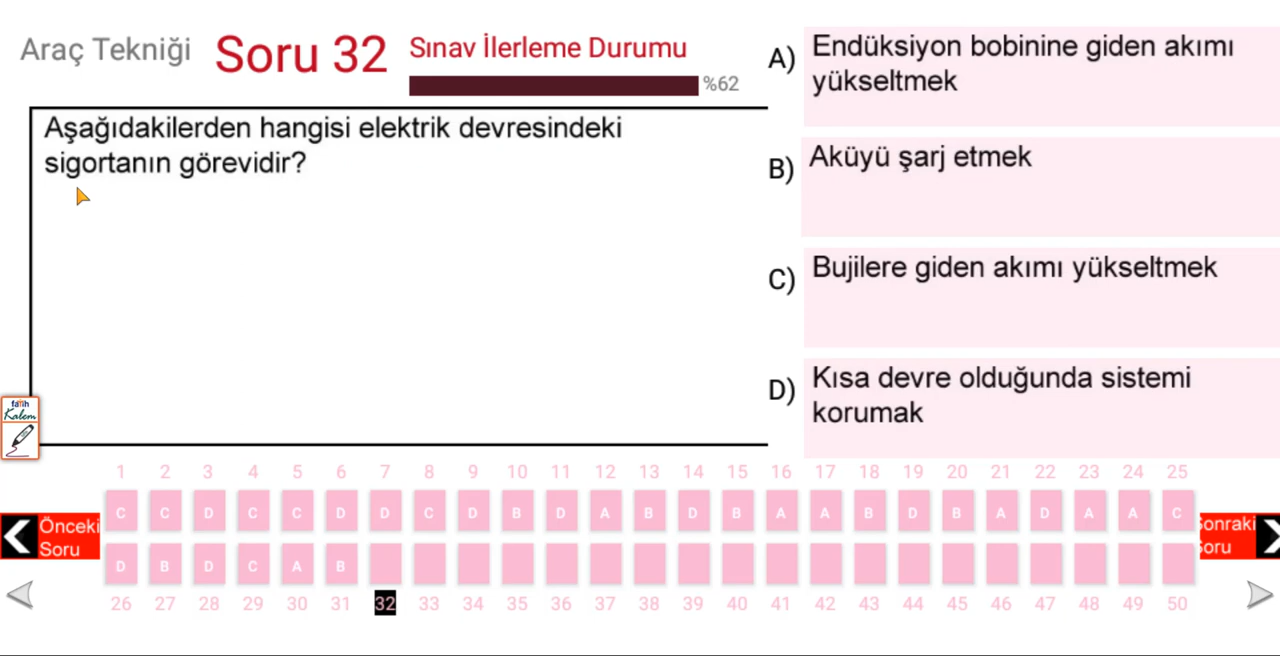 Araç Tekniği
Soru 32
Sınav İlerleme Durumu
%62
Aşağıdakilerden hangisi elektrik devresindeki
sigortanın görevidir?
A) Endüksiyon bobinine giden akımı
yükseltmek
B) Aküyü şarj etmek
C) Bujilere giden akımı yükseltmek
D) Kısa devre olduğunda sistemi
korumak
fatih
Kalem
1 2 3 4 5 6 7 8 9 10 11 12 13 14 15 16 17 18 19 20 21 22 23 24 25
C C D C C D D C D B D A B D B A A B D B A D A A C
Önceki
Soru
Sonraki
Soru
D B D C A B
26 27 28 29 30 31 32 33 34 35 36 37 38 39 40 41 42 43 44 45 46 47 48 49 50